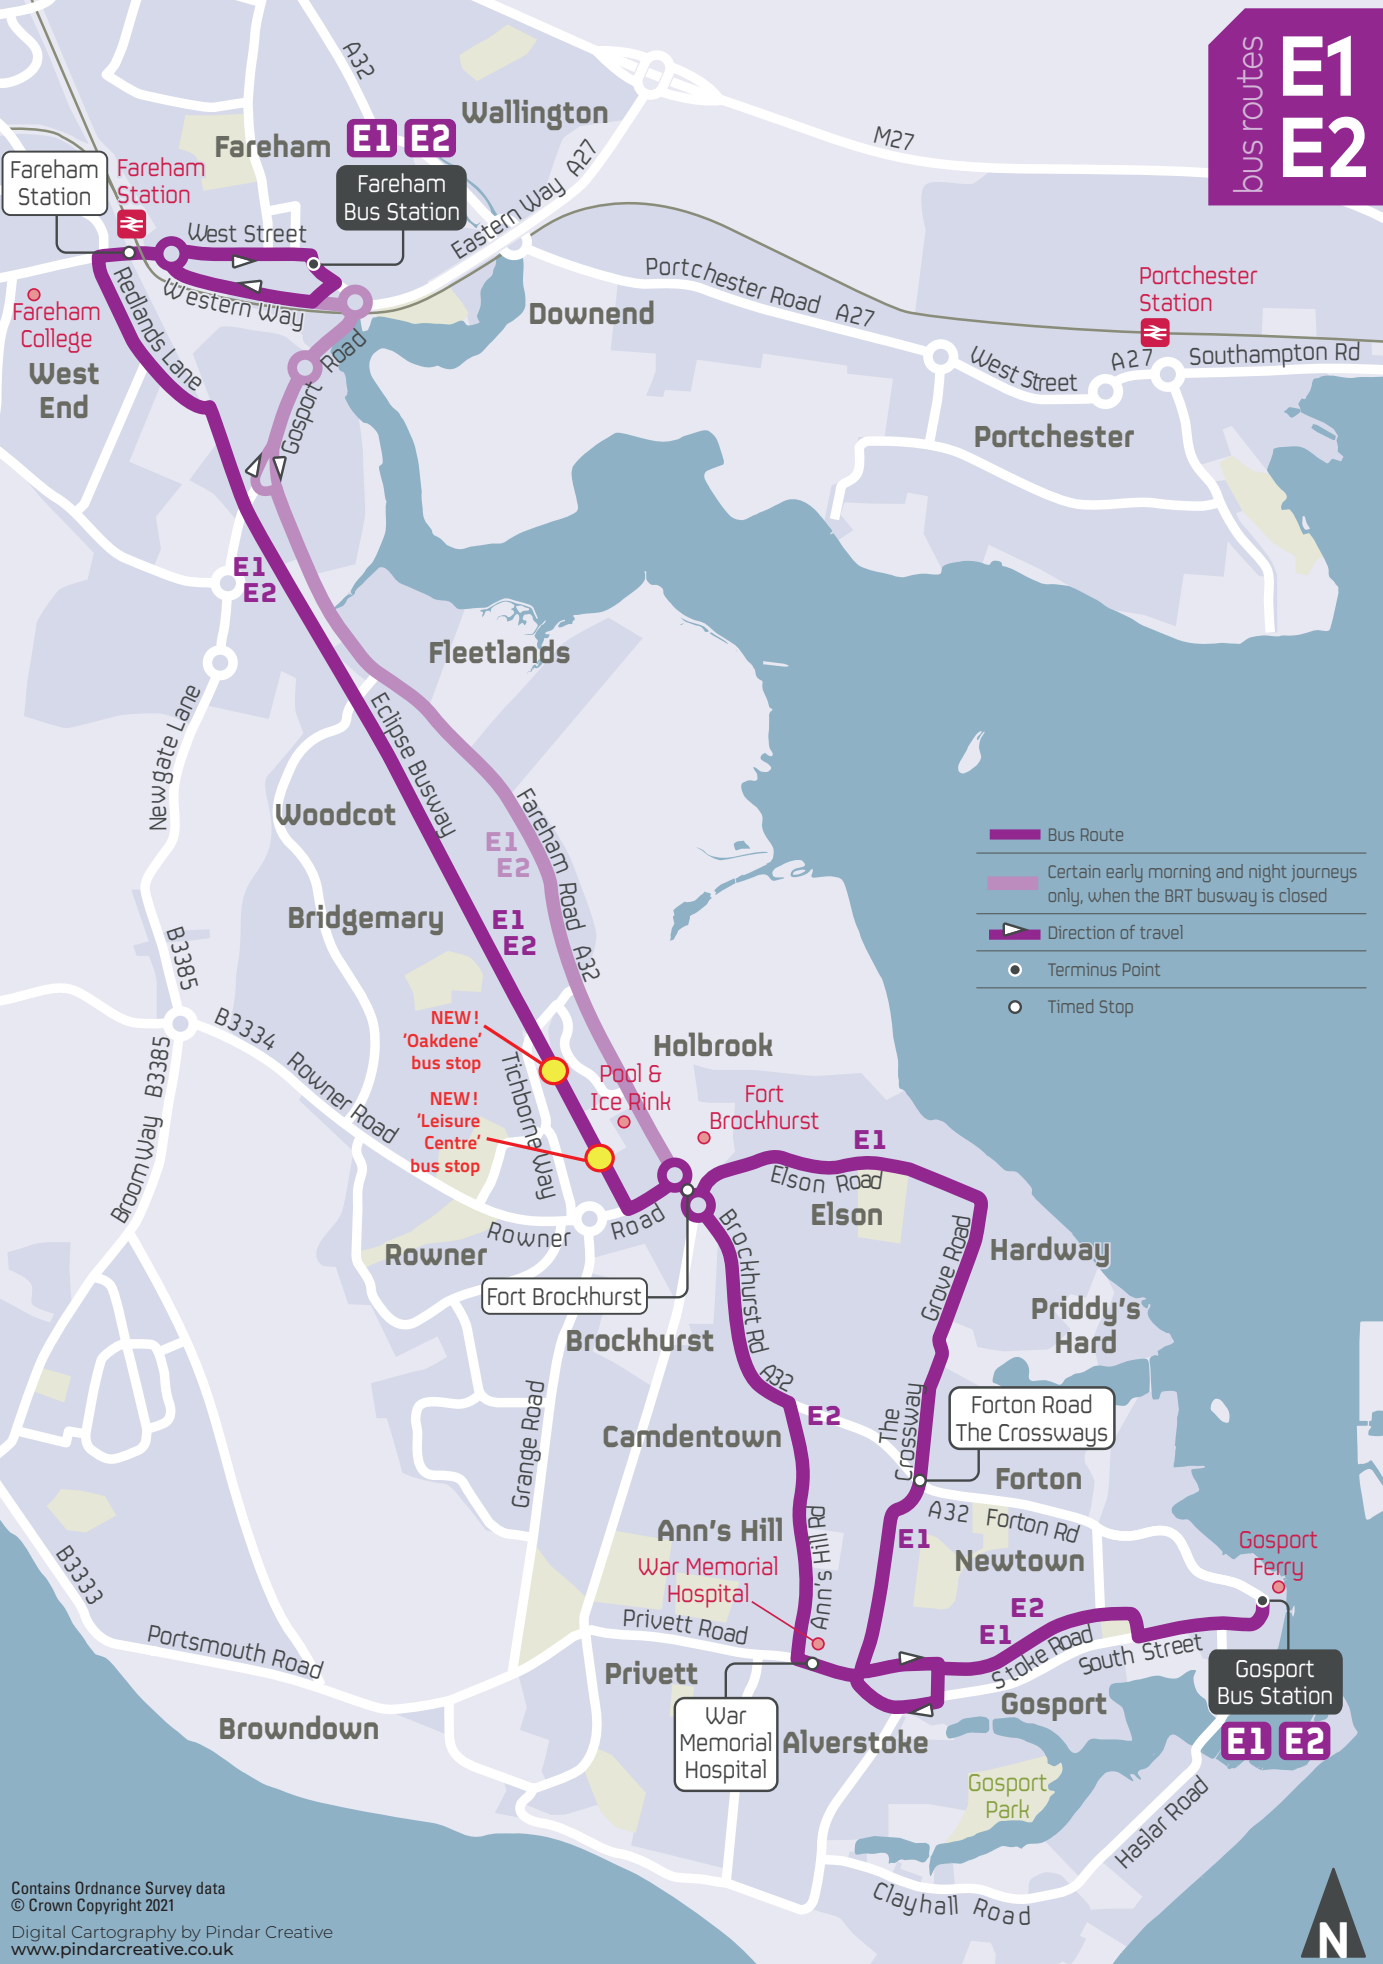 bus routes
E1
E2
A32
Wallington
M27
Fareham
E1 E2
Eastern Way A27
Fareham
Station
Fareham
Station
Fareham
Bus Station
West Street
Western Way
Redlands Lane
Fareham
College
West
End
Gosport Road
Downend
Portchester Road A27
Portchester
Station
West Street
A27
Southampton Rd
Portchester
E1
E2
Fleetlands
Newgate Lane
Eclipse Busway
Woodcot
E1
E2
Fareham Road A32
Bridgemary
E1
E2
Bus Route
Certain early morning and night journeys
only, when the BRT busway is closed
Direction of travel
Terminus Point
Timed Stop
B3385
B3334 Rowner Road
NEW!
'Oakdene'
bus stop
NEW!
'Leisure
Centre'
bus stop
Tichborne Way
Holbrook
Pool &
Ice Rink
Fort
Brockhurst
Broom Way B3385
E1
Elson Road
Elson
Rowner Road
Rowner
Fort Brockhurst
Brockhurst
Brockhurst Rd A32
Grove Road
Hardway
Priddy's
Hard
E2
The
Crossway
Forton Road
The Crossways
Camdentown
Grange Road
Forton
A32 Forton Rd
Ann's Hill
War Memorial
Hospital
Ann's Hill Rd
E1
Newtown
Gosport
Ferry
B3333
Portsmouth Road
Privett Road
Privett
E2
E1
Stoke Road
South Street
Gosport
Gosport
Bus Station
E1 E2
Browndown
War
Memorial
Hospital
Alverstoke
Gosport
Park
Haslar Road
Clayhall Road
Contains Ordnance Survey data
© Crown Copyright 2021
Digital Cartography by Pindar Creative
www.pindarcreative.co.uk
N